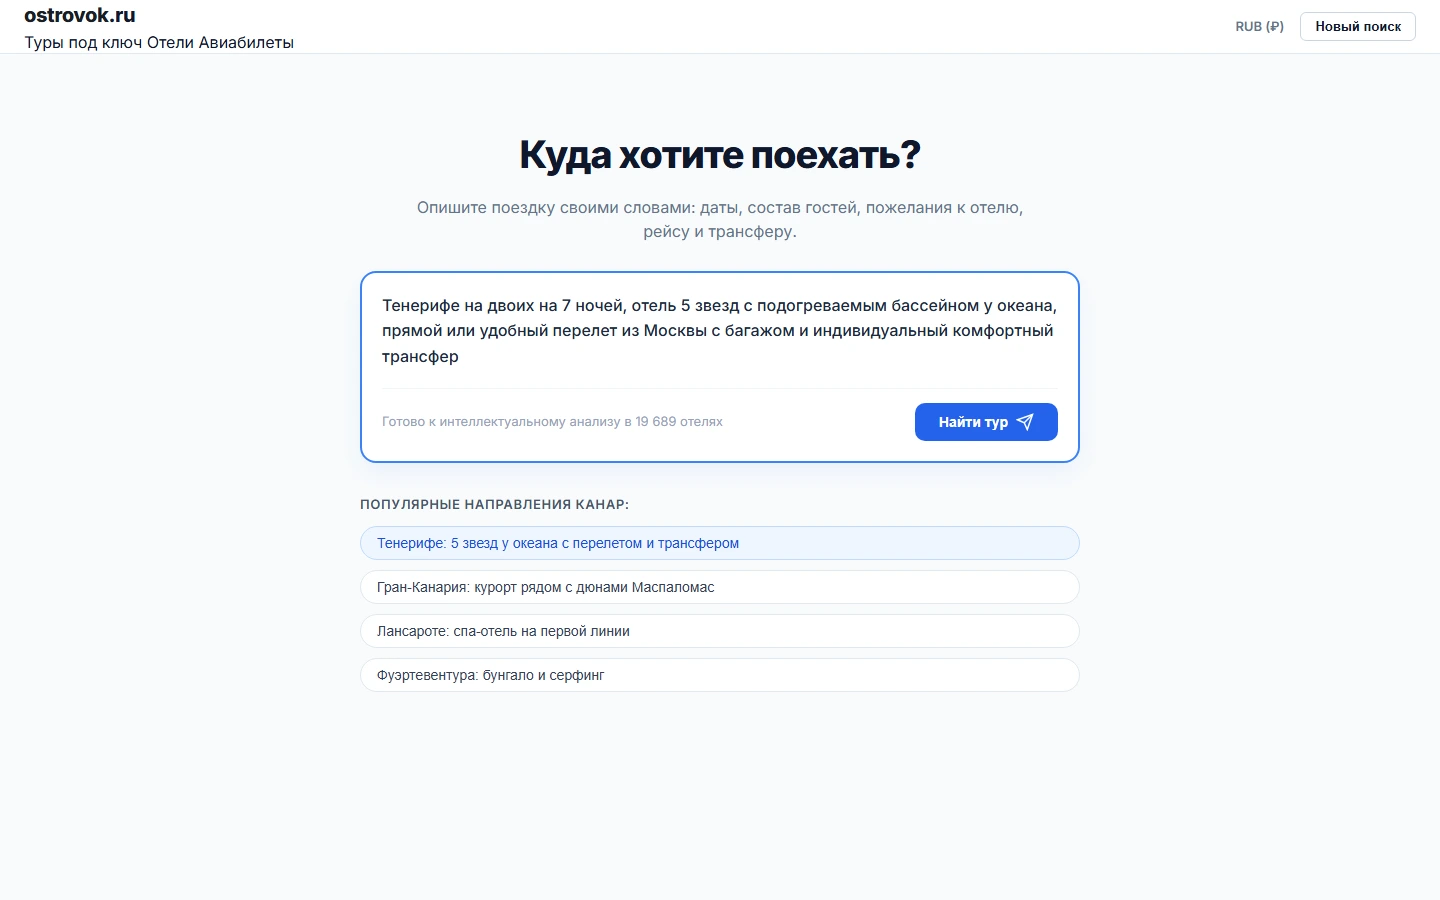 ostrovok.ru
Туры под ключ Отели Авиабилеты
RUB (₽)
Новый поиск
Куда хотите поехать?
Опишите поездку своими словами: даты, состав гостей, пожелания к отелю,
рейсу и трансферу.
Тенерифе на двоих на 7 ночей, отель 5 звезд с подогреваемым бассейном у океана,
прямой или удобный перелет из Москвы с багажом и индивидуальный комфортный
трансфер
Готово к интеллектуальному анализу в 19 689 отелях
Найти тур
ПОПУЛЯРНЫЕ НАПРАВЛЕНИЯ КАНАР:
Тенерифе: 5 звезд у океана с перелетом и трансфером
Гран-Канария: курорт рядом с дюнами Маспаломас
Лансароте: спа-отель на первой линии
Фуэртевентура: бунгало и серфинг